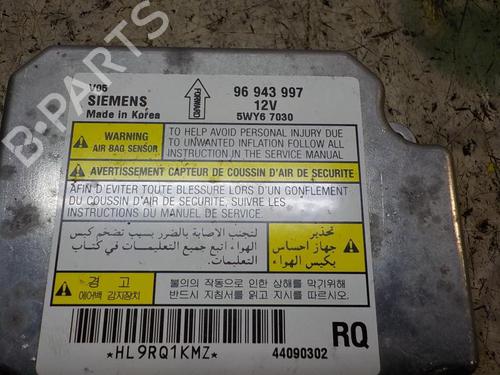 V05
SIEMENS
Made in Korea
FORWARD
96 943 997
12V
5WY6 7030
WARNING
AIR BAG SENSOR
TO HELP AVOID PERSONAL INJURY DUE
TO UNWANTED INFLATION FOLLOW ALL
INSTRUCTION IN THE SERVICE MANUAL
AVERTISSEMENT CAPTEUR DE COUSSIN D'AIR DE SECURITE
AFIN D'EVITER TOUTE BLESSURE LORS D'UN GONFLEMENT
DU COUSSIN D'AIR DE SECURITE, SUIVRE LES
INSTRUCTIONS DU MANUEL DE SERVICE.
لتجنب الاصابة بالضرر بسبب تضخم كيس
الهواء اتبع جميع التعليمات في كتاب
التعليمات.
تحذير
جهاز احساس
بكيس الهواء
경 고
에어백 감지장치
불의의 작동으로 인한 상해를 막기위해
반드시 지침서를 읽고 지시에 따르십시오.
*HL9RQ1KMZ*
44090302
RQ
B-PARTS